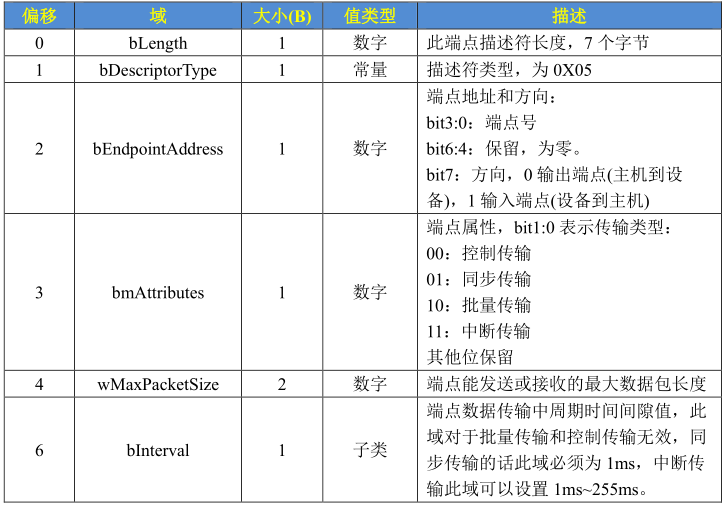 偏移 域 大小(B) 值类型 描述
0 bLength 1 数字 此端点描述符长度，7 个字节
1 bDescriptorType 1 常量 描述符类型，为 0X05
2 bEndpointAddress 1 数字 端点地址和方向：
bit3:0：端点号
bit6:4：保留，为零。
bit7：方向，0 输出端点(主机到设
备)，1 输入端点(设备到主机)
3 bmAttributes 1 数字 端点属性，bit1:0 表示传输类型：
00：控制传输
01：同步传输
10：批量传输
11：中断传输
其他位保留
4 wMaxPacketSize 2 数字 端点能发送或接收的最大数据包长度
6 bInterval 1 子类 端点数据传输中周期时间间隙值，此
域对于批量传输和控制传输无效，同
步传输的话此域必须为 1ms，中断传
输此域可以设置 1ms~255ms。